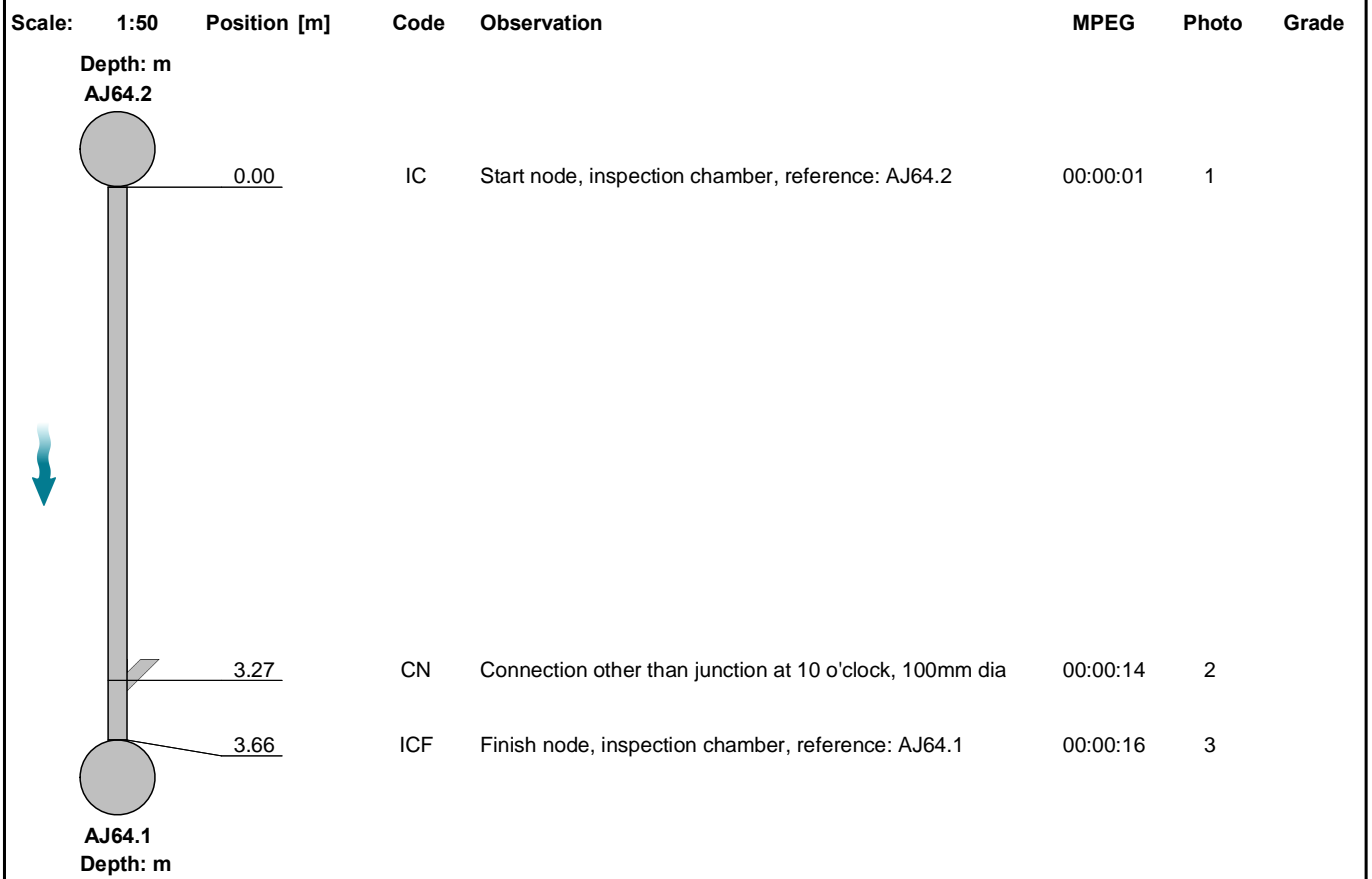 Scale: 1:50 Position [m] Code Observation MPEG Photo Grade
Depth: m
AJ64.2
0.00 IC Start node, inspection chamber, reference: AJ64.2 00:00:01 1
3.27 CN Connection other than junction at 10 o'clock, 100mm dia 00:00:14 2
3.66 ICF Finish node, inspection chamber, reference: AJ64.1 00:00:16 3
AJ64.1
Depth: m